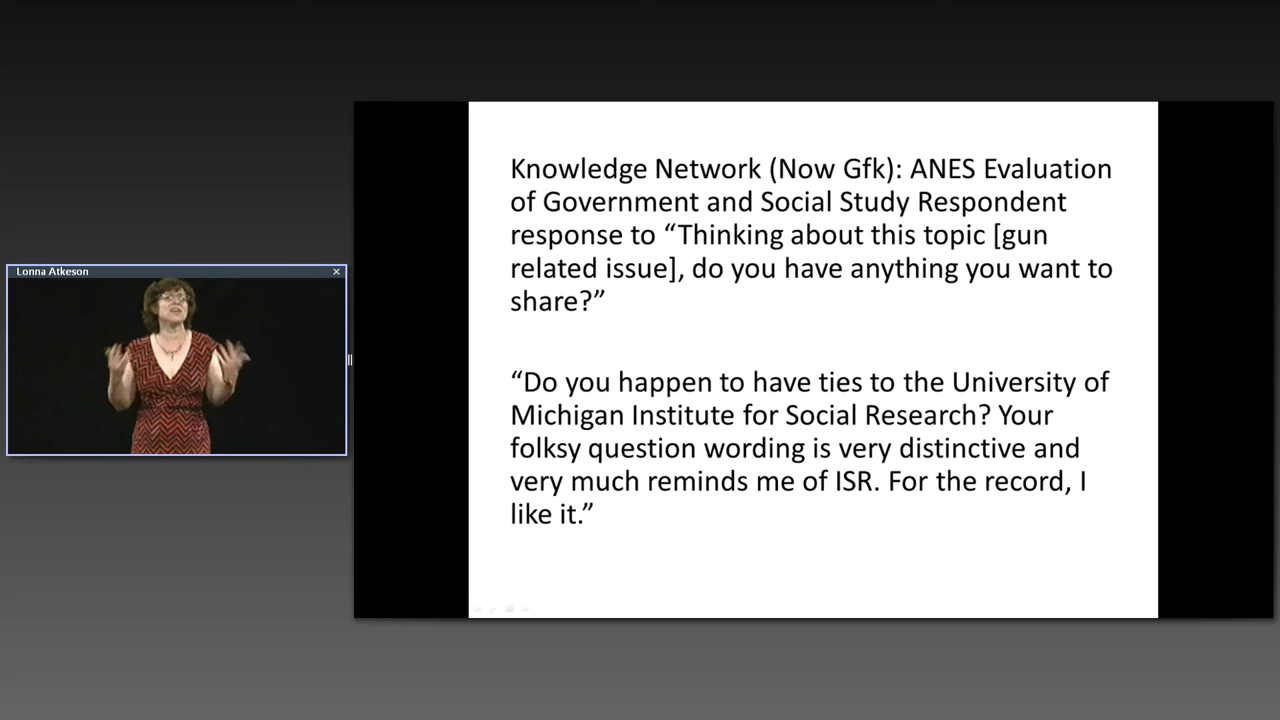 Lonna Atkeson
Knowledge Network (Now Gfk): ANES Evaluation
of Government and Social Study Respondent
response to “Thinking about this topic [gun
related issue], do you have anything you want to
share?”
“Do you happen to have ties to the University of
Michigan Institute for Social Research? Your
folksy question wording is very distinctive and
very much reminds me of ISR. For the record, I
like it.”